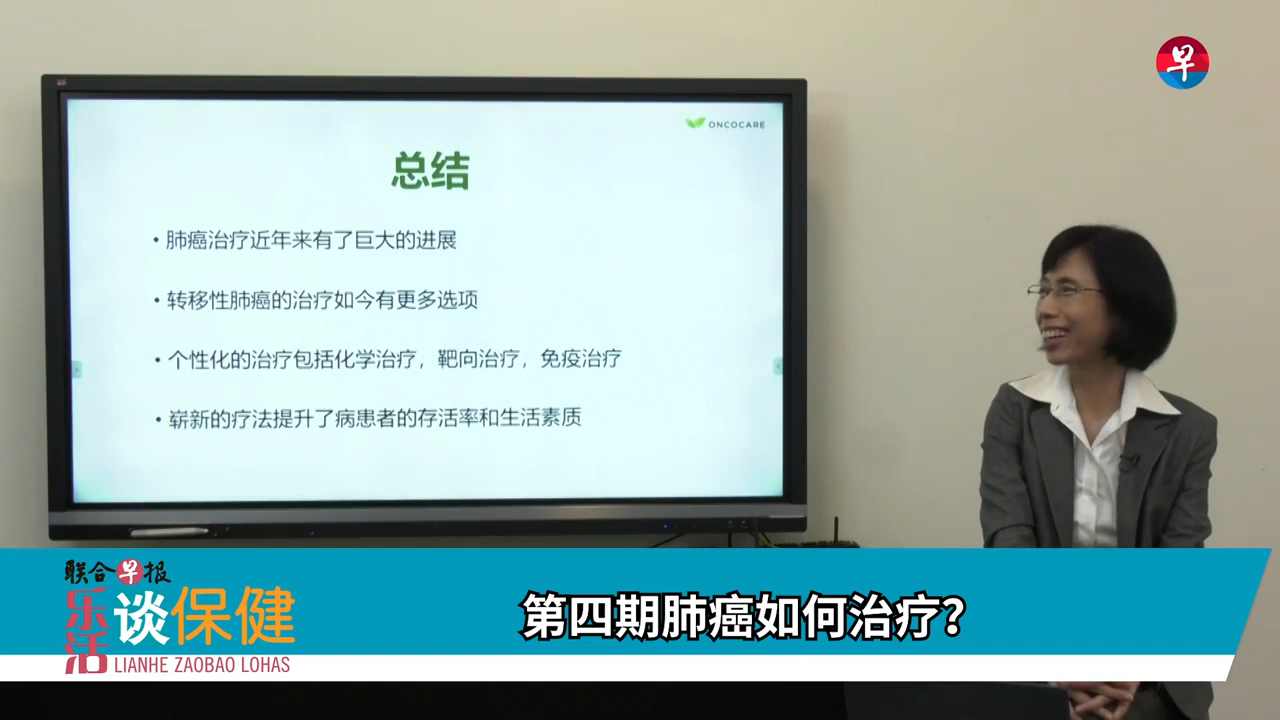 早
ONCOCARE
总结
• 肺癌治疗近年来有了巨大的进展
• 转移性肺癌的治疗如今有更多选项
• 个性化的治疗包括化学治疗，靶向治疗，免疫治疗
• 崭新的疗法提升了病患者的存活率和生活素质
联合早报
乐活谈保健
LIANHE ZAOBAO LOHAS
第四期肺癌如何治疗？